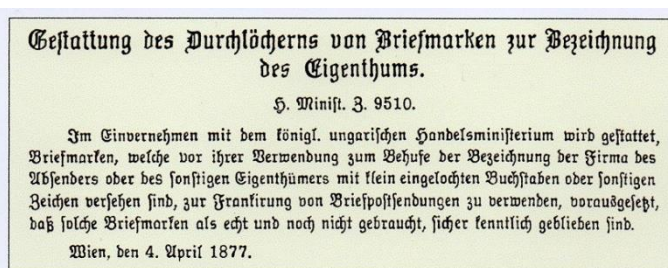 Gestattung des Durchlöcherns von Briefmarken zur Bezeichnung
des Eigenthums.
H. Minist. Z. 9510.
Im Einvernehmen mit dem königl. ungarischen Handelsministerium wird gestattet,
Briefmarken, welche vor ihrer Verwendung zum Behufe der Bezeichnung der Firma des
Absenders oder des sonstigen Eigenthümers mit klein eingelochten Buchstaben oder sonstigen
Zeichen versehen sind, zur Frankirung von Briefpostsendungen zu verwenden, vorausgesetzt,
daß solche Briefmarken als echt und noch nicht gebraucht, sicher kenntlich geblieben sind.
Wien, den 4. April 1877.